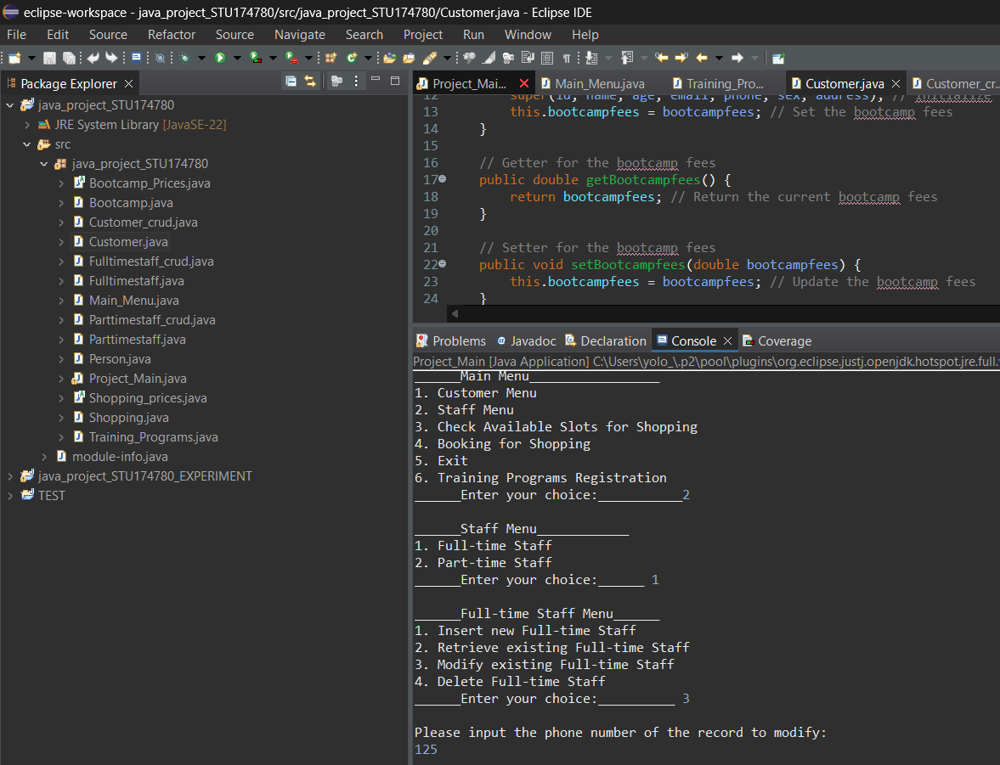 eclipse-workspace - java_project_STU174780/src/java_project_STU174780/Customer.java - Eclipse IDE
File Edit Source Refactor Source Navigate Search Project Run Window Help
Package Explorer
java_project_STU174780
JRE System Library [JavaSE-22]
src
java_project_STU174780
Bootcamp_Prices.java
Bootcamp.java
Customer_crud.java
Customer.java
Fulltimestaff_crud.java
Fulltimestaff.java
Main_Menu.java
Parttimestaff_crud.java
Parttimestaff.java
Person.java
Project_Main.java
Shopping_prices.java
Shopping.java
Training_Programs.java
module-info.java
java_project_STU174780_EXPERIMENT
TEST
Project_Mai... Main_Menu.java Training_Pro... Customer.java Customer_cr...
12 super(id, name, age, email, phone, sex, address); // Initialize
13 this.bootcampfees = bootcampfees; // Set the bootcamp fees
14 }
15
16 // Getter for the bootcamp fees
17 public double getBootcampfees() {
18 return bootcampfees; // Return the current bootcamp fees
19 }
20
21 // Setter for the bootcamp fees
22 public void setBootcampfees(double bootcampfees) {
23 this.bootcampfees = bootcampfees; // Update the bootcamp fees
24 }
Problems Javadoc Declaration Console Coverage
Project_Main [Java Application] C:\Users\yolo_\.p2\pool\plugins\org.eclipse.justj.openjdk.hotspot.jre.full.
______Main Menu_________________
1. Customer Menu
2. Staff Menu
3. Check Available Slots for Shopping
4. Booking for Shopping
5. Exit
6. Training Programs Registration
______Enter your choice:___________2
______Staff Menu____________
1. Full-time Staff
2. Part-time Staff
______Enter your choice:______ 1
______Full-time Staff Menu______
1. Insert new Full-time Staff
2. Retrieve existing Full-time Staff
3. Modify existing Full-time Staff
4. Delete Full-time Staff
______Enter your choice:__________ 3
Please input the phone number of the record to modify:
125